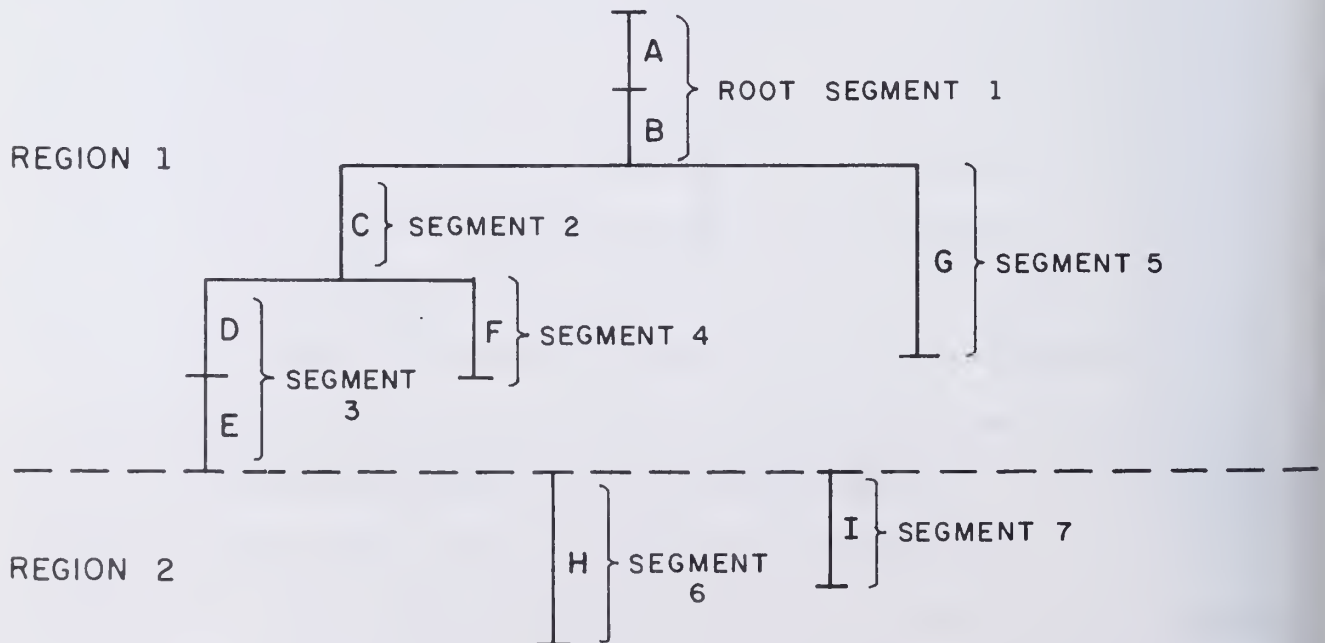 A
ROOT SEGMENT 1
B
REGION 1
C SEGMENT 2
G SEGMENT 5
D
F SEGMENT 4
SEGMENT
3
E
I SEGMENT 7
REGION 2
H SEGMENT
6